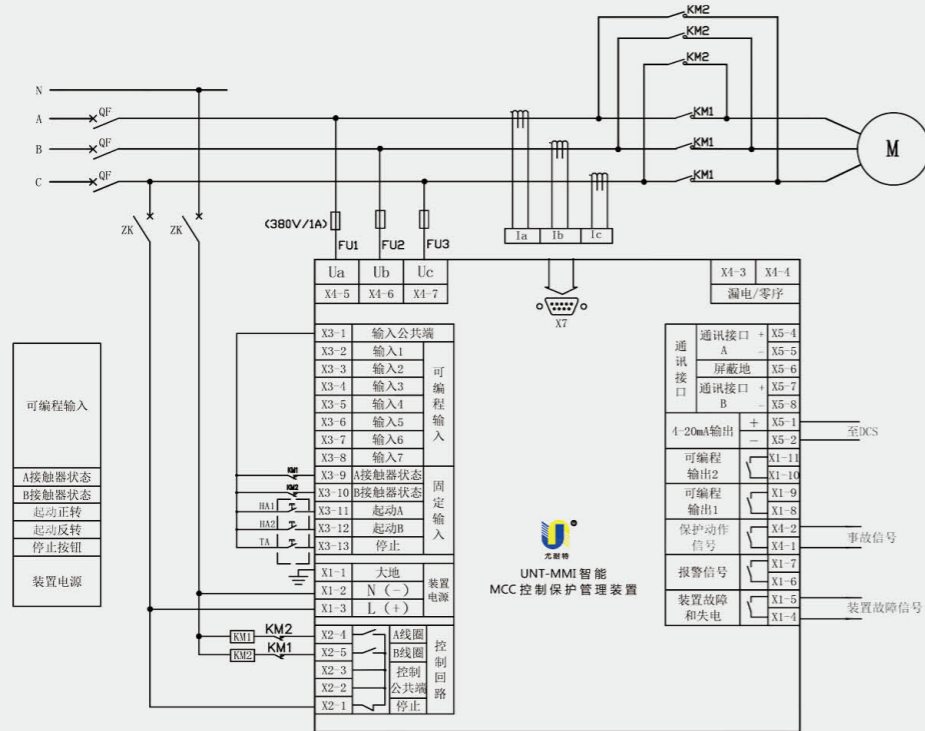 KM2
KM2
KM2
N
A
QF
KM1
B
QF
KM1
M
C
QF
KM1
ZK
ZK
(380V/1A)
FU1
FU2
FU3
Ia
Ib
Ic
Ua
Ub
Uc
X4-5
X4-6
X4-7
X7
X4-3
X4-4
漏电/零序
X3-1 输入公共端
X3-2 输入1
X3-3 输入2
X3-4 输入3
X3-5 输入4
X3-6 输入5
X3-7 输入6
X3-8 输入7
可编程输入
KM1 X3-9 A接触器状态
KM2 X3-10 B接触器状态
HA1 X3-11 起动A
HA2 X3-12 起动B
TA X3-13 停止
固定输入
X1-1 大地
X1-2 N (-)
X1-3 L (+)
装置
电源
KM1 KM2 X2-4 A线圈
KM2 KM1 X2-5 B线圈
X2-3 控制
X2-2 公共端
X2-1 停止
控制回路
可编程输入
A接触器状态
B接触器状态
起动正转
起动反转
停止按钮
装置电源
尤耐特
UNT-MMI智能
MCC控制保护管理装置
通讯接口
通讯接口 + X5-4
A - X5-5
屏蔽地 X5-6
通讯接口 + X5-7
B - X5-8
4-20mA输出 + X5-1
- X5-2
至DCS
可编程 X1-11
输出2 X1-10
可编程 X1-9
输出1 X1-8
保护动作 X4-2
信号 X4-1
事故信号
报警信号 X1-7
X1-6
装置故障 X1-5
和失电 X1-4
装置故障信号